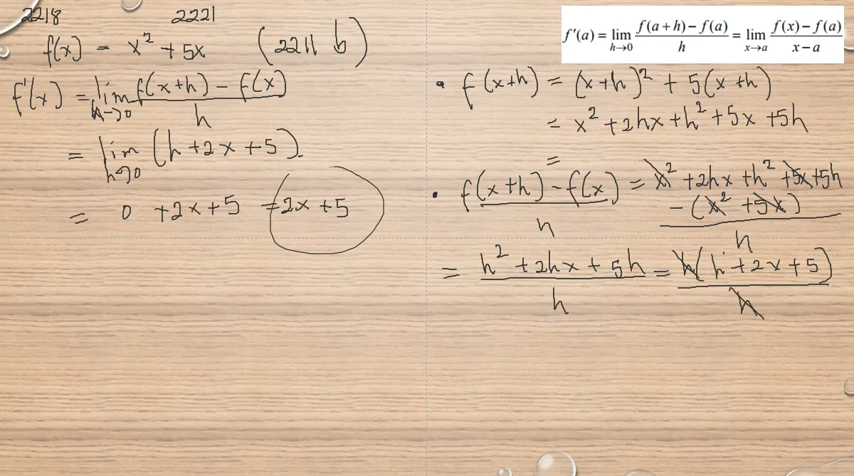 2218 2221
f(x) = x² + 5x (2211 b)
f'(x) = lim h→0 f(x+h) - f(x) / h
= lim h→0 (h + 2x + 5).
= 0 + 2x + 5 = 2x + 5
f'(a) = lim h→0 f(a + h) − f(a) / h = lim x→a f(x) − f(a) / x − a
• f(x+h) = (x+h)² + 5(x+h)
= x² + 2hx + h² + 5x + 5h
=
• f(x+h) - f(x) / h = x² + 2hx + h² + 5x + 5h - (x² + 5x) / h
= h² + 2hx + 5h / h = h(h + 2x + 5) / h